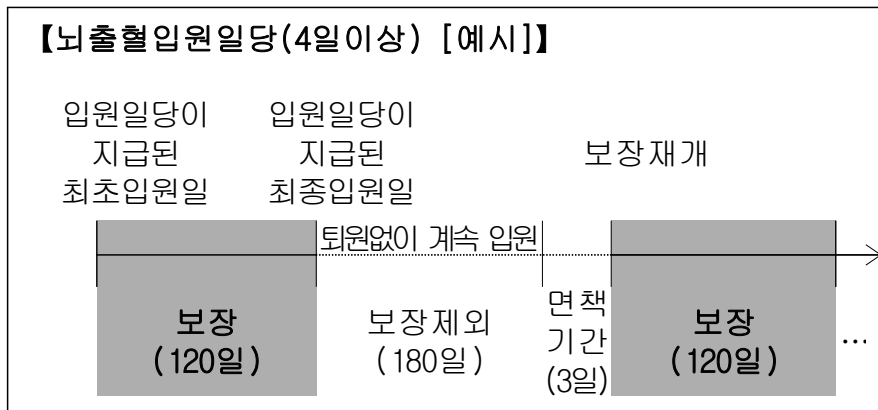 【뇌출혈입원일당(4일이상) [예시]】
입원일당이
지급된
최초입원일
입원일당이
지급된
최종입원일
보장재개
퇴원없이 계속 입원
보장
(120일)
보장제외
(180일)
면책
기간
(3일)
보장
(120일)
…